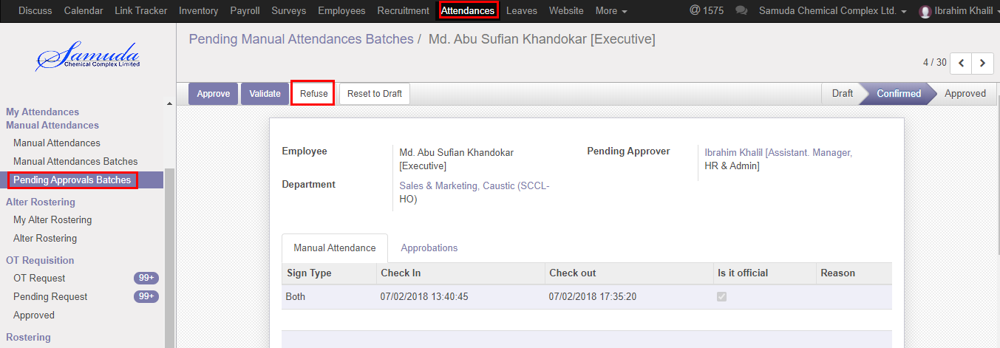 Discuss Calendar Link Tracker Inventory Payroll Surveys Employees Recruitment Attendances Leaves Website More @ 1575 Samuda Chemical Complex Ltd. Ibrahim Khalil
Samuda
Chemical Complex Limited
My Attendances
Manual Attendances
Manual Attendances
Manual Attendances Batches
Pending Approvals Batches
Alter Rostering
My Alter Rostering
Alter Rostering
OT Requisition
OT Request 99+
Pending Request 99+
Approved
Rostering
Pending Manual Attendances Batches / Md. Abu Sufian Khandokar [Executive]
4 / 30
Approve Validate Refuse Reset to Draft Draft Confirmed Approved
Employee Md. Abu Sufian Khandokar Pending Approver Ibrahim Khalil [Assistant. Manager,
[Executive] HR & Admin]
Department Sales & Marketing, Caustic (SCCL-
HO)
Manual Attendance Approbations
Sign Type Check In Check out Is it official Reason
Both 07/02/2018 13:40:45 07/02/2018 17:35:20